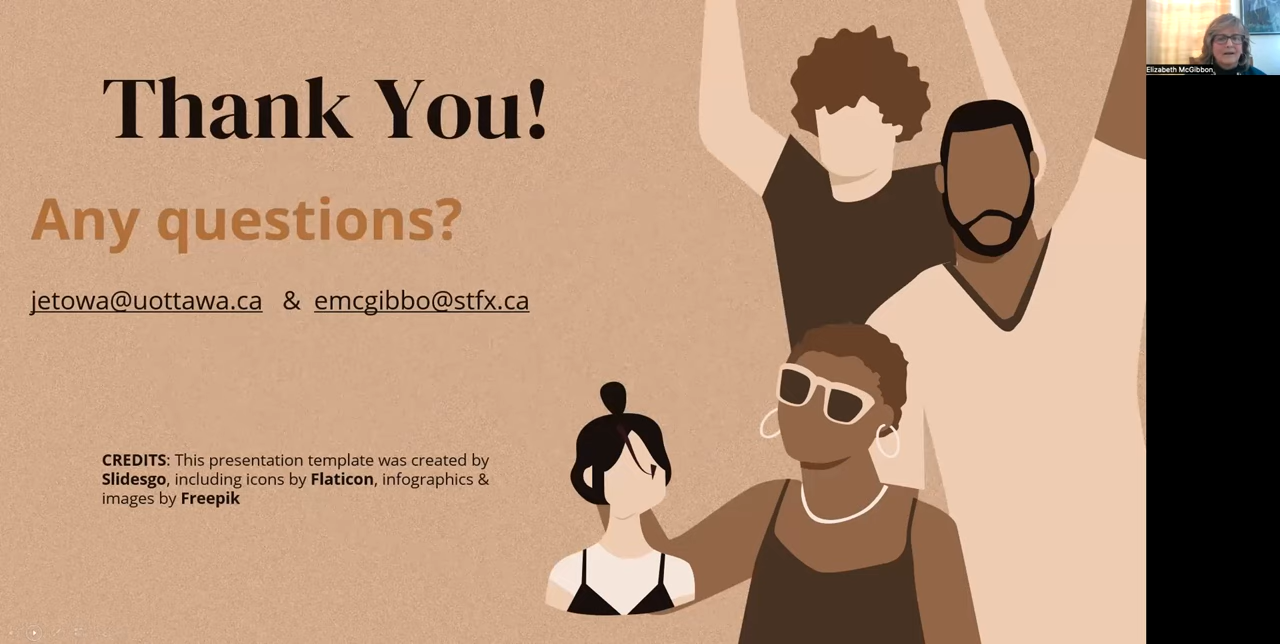 Thank You!
Any questions?
jetowa@uottawa.ca & emcgibbo@stfx.ca
CREDITS: This presentation template was created by
Slidesgo, including icons by Flaticon, infographics &
images by Freepik
Elizabeth McGibbon